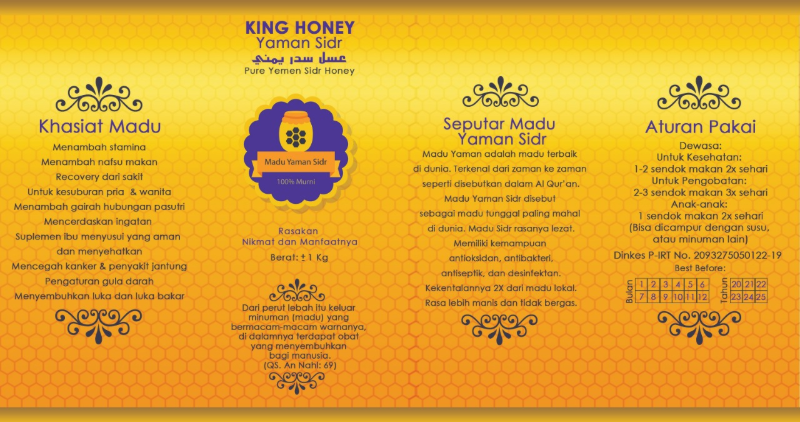 Khasiat Madu
Menambah stamina
Menambah nafsu makan
Recovery dari sakit
Untuk kesuburan pria & wanita
Menambah gairah hubungan pasutri
Mencerdaskan ingatan
Suplemen ibu menyusui yang aman
dan menyehatkan
Mencegah kanker & penyakit jantung
Pengaturan gula darah
Menyembuhkan luka dan luka bakar
KING HONEY
Yaman Sidr
عسل سدر يمني
Pure Yemen Sidr Honey
Madu Yaman Sidr
100% Murni
Rasakan
Nikmat dan Manfaatnya
Berat: ± 1 Kg
Dari perut lebah itu keluar
minuman (madu) yang
bermacam-macam warnanya,
di dalamnya terdapat obat
yang menyembuhkan
bagi manusia.
(QS. An Nahl: 69)
Seputar Madu
Yaman Sidr
Madu Yaman adalah madu terbaik
di dunia. Terkenal dari zaman ke zaman
seperti disebutkan dalam Al Qur'an.
Madu Yaman Sidr disebut
sebagai madu tunggal paling mahal
di dunia. Madu Sidr rasanya lezat.
Memiliki kemampuan
antioksidan, antibakteri,
antiseptik, dan desinfektan.
Kekentalannya 2X dari madu lokal.
Rasa lebih manis dan tidak bergas.
Aturan Pakai
Dewasa:
Untuk Kesehatan:
1-2 sendok makan 2x sehari
Untuk Pengobatan:
2-3 sendok makan 3x sehari
Anak-anak:
1 sendok makan 2x sehari
(Bisa dicampur dengan susu,
atau minuman lain)
Dinkes P-IRT No. 2093275050122-19
Best Before:
Bulan 1 2 3 4 5 6
7 8 9 10 11 12
Tahun 20 21 22
23 24 25